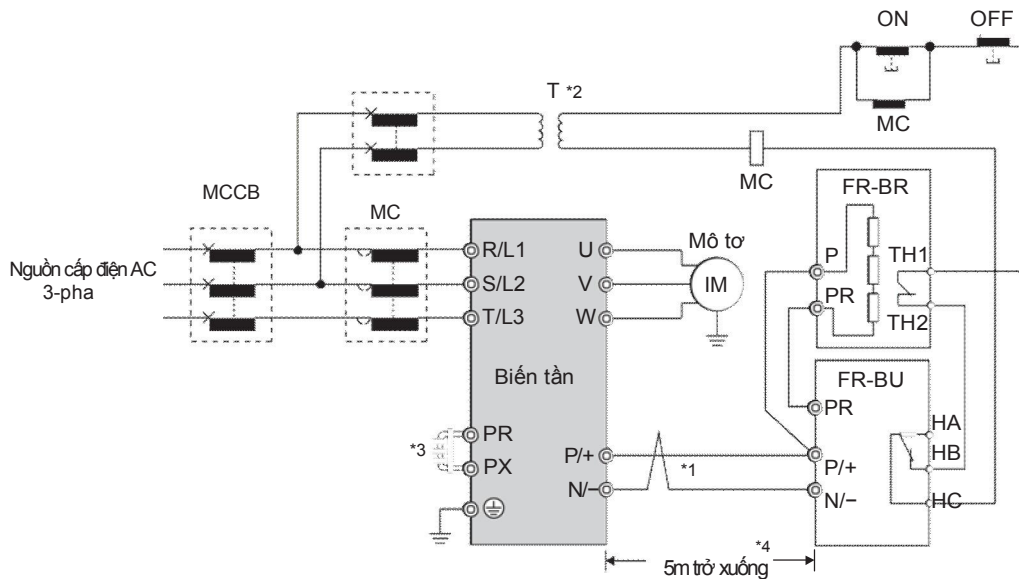 ON
OFF
T *2
MC
MC
FR-BR
MCCB
MC
R/L1
U
Mô tơ
P
TH1
Nguồn cấp điện AC
3-pha
S/L2
V
IM
PR
T/L3
W
TH2
Biến tần
FR-BU
PR
HA
*3
PR
P/+
*1
P/+
HB
PX
N/−
N/−
HC
*4
5m trở xuống